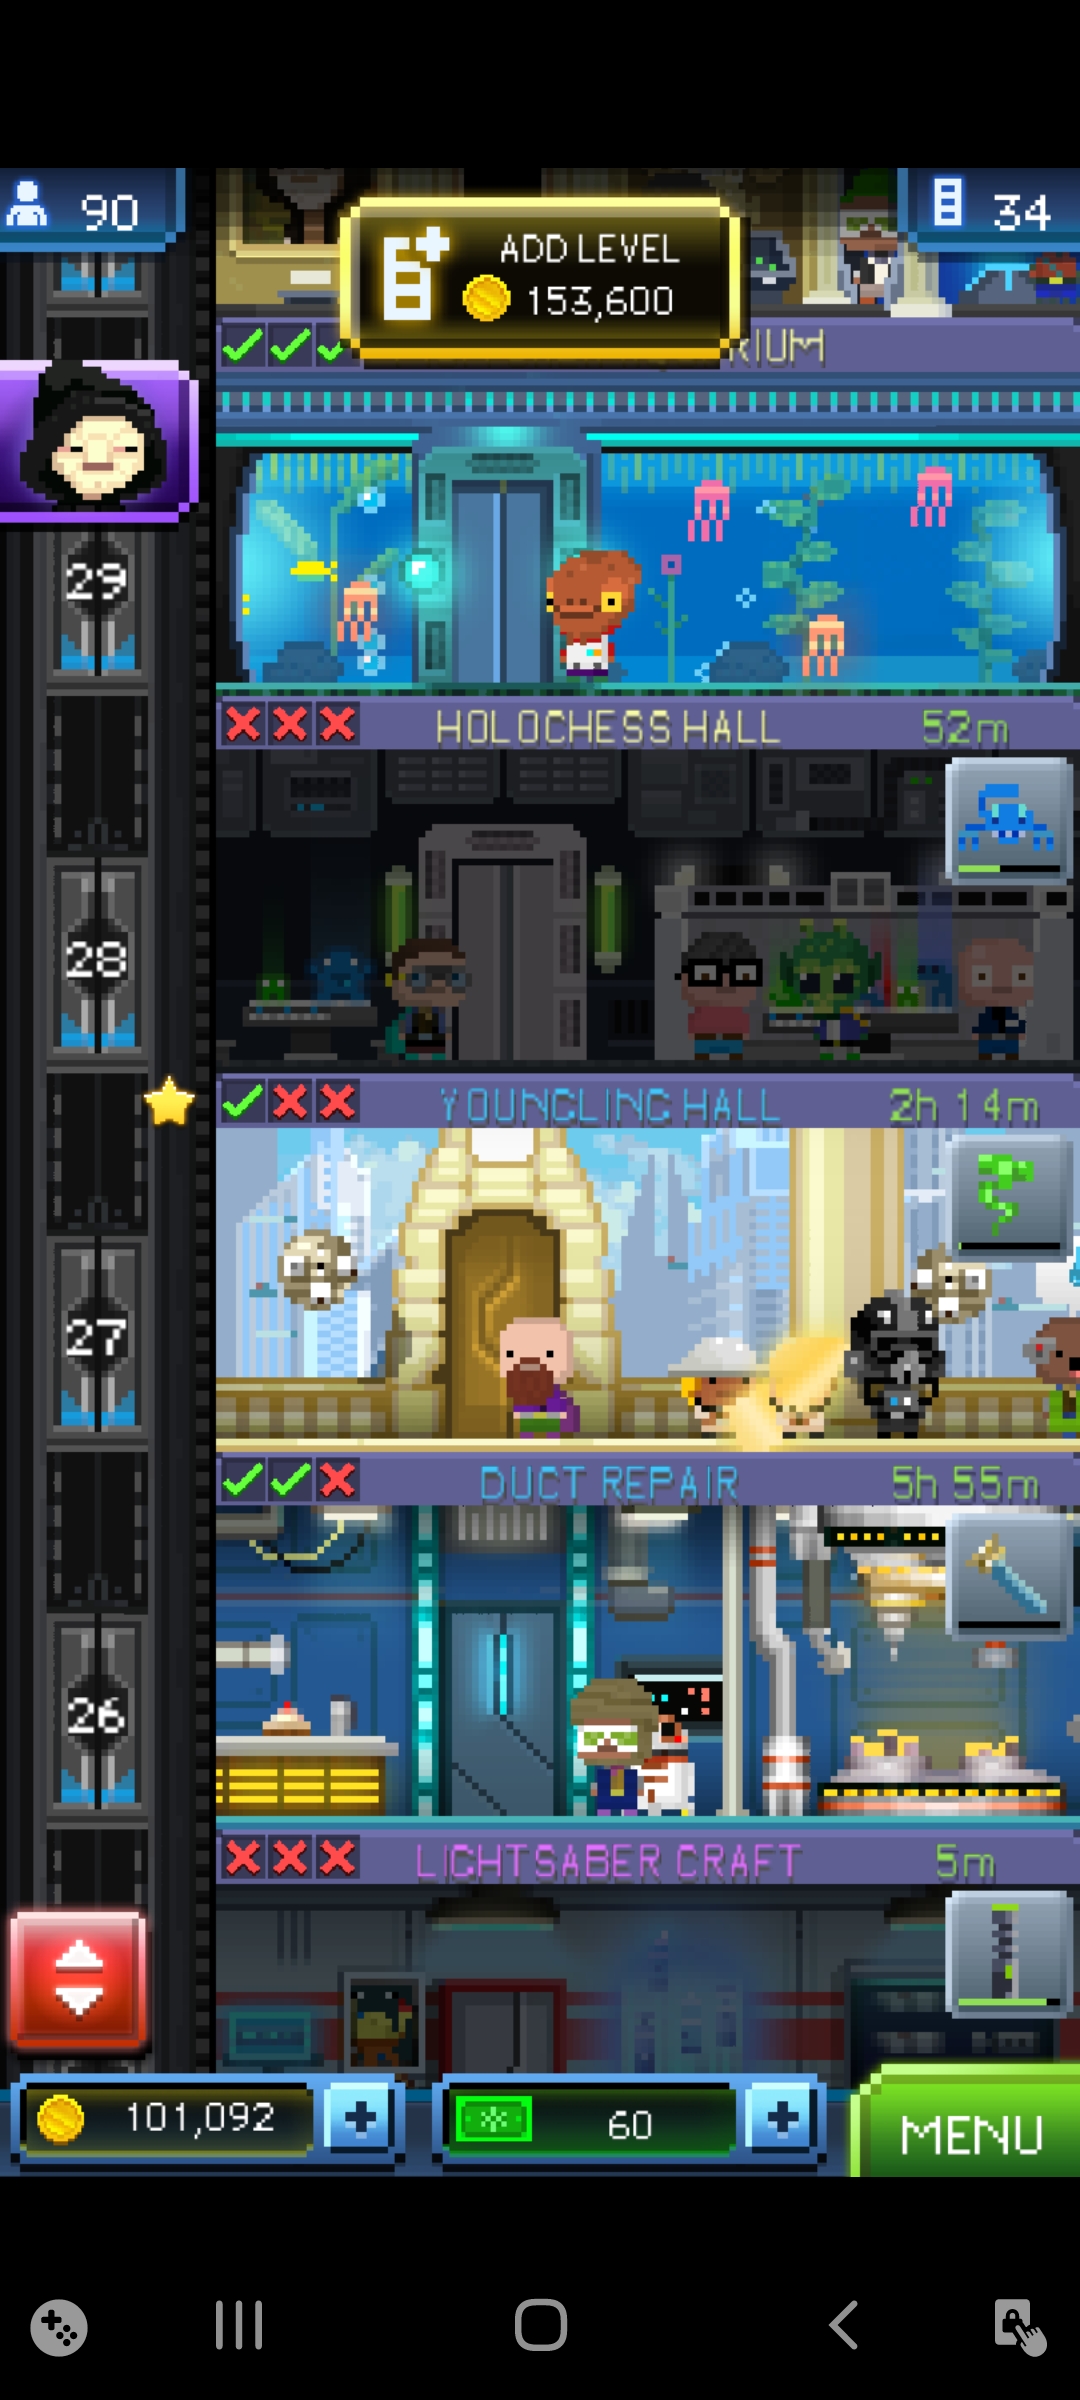 90
ADD LEVEL
153,600
34
RIUM
29
HOLOCHESS HALL 52m
28
YOUNGLING HALL 2h 14m
27
DUCT REPAIR 5h 55m
26
LIGHTSABER CRAFT 5m
101,092
60
MENU